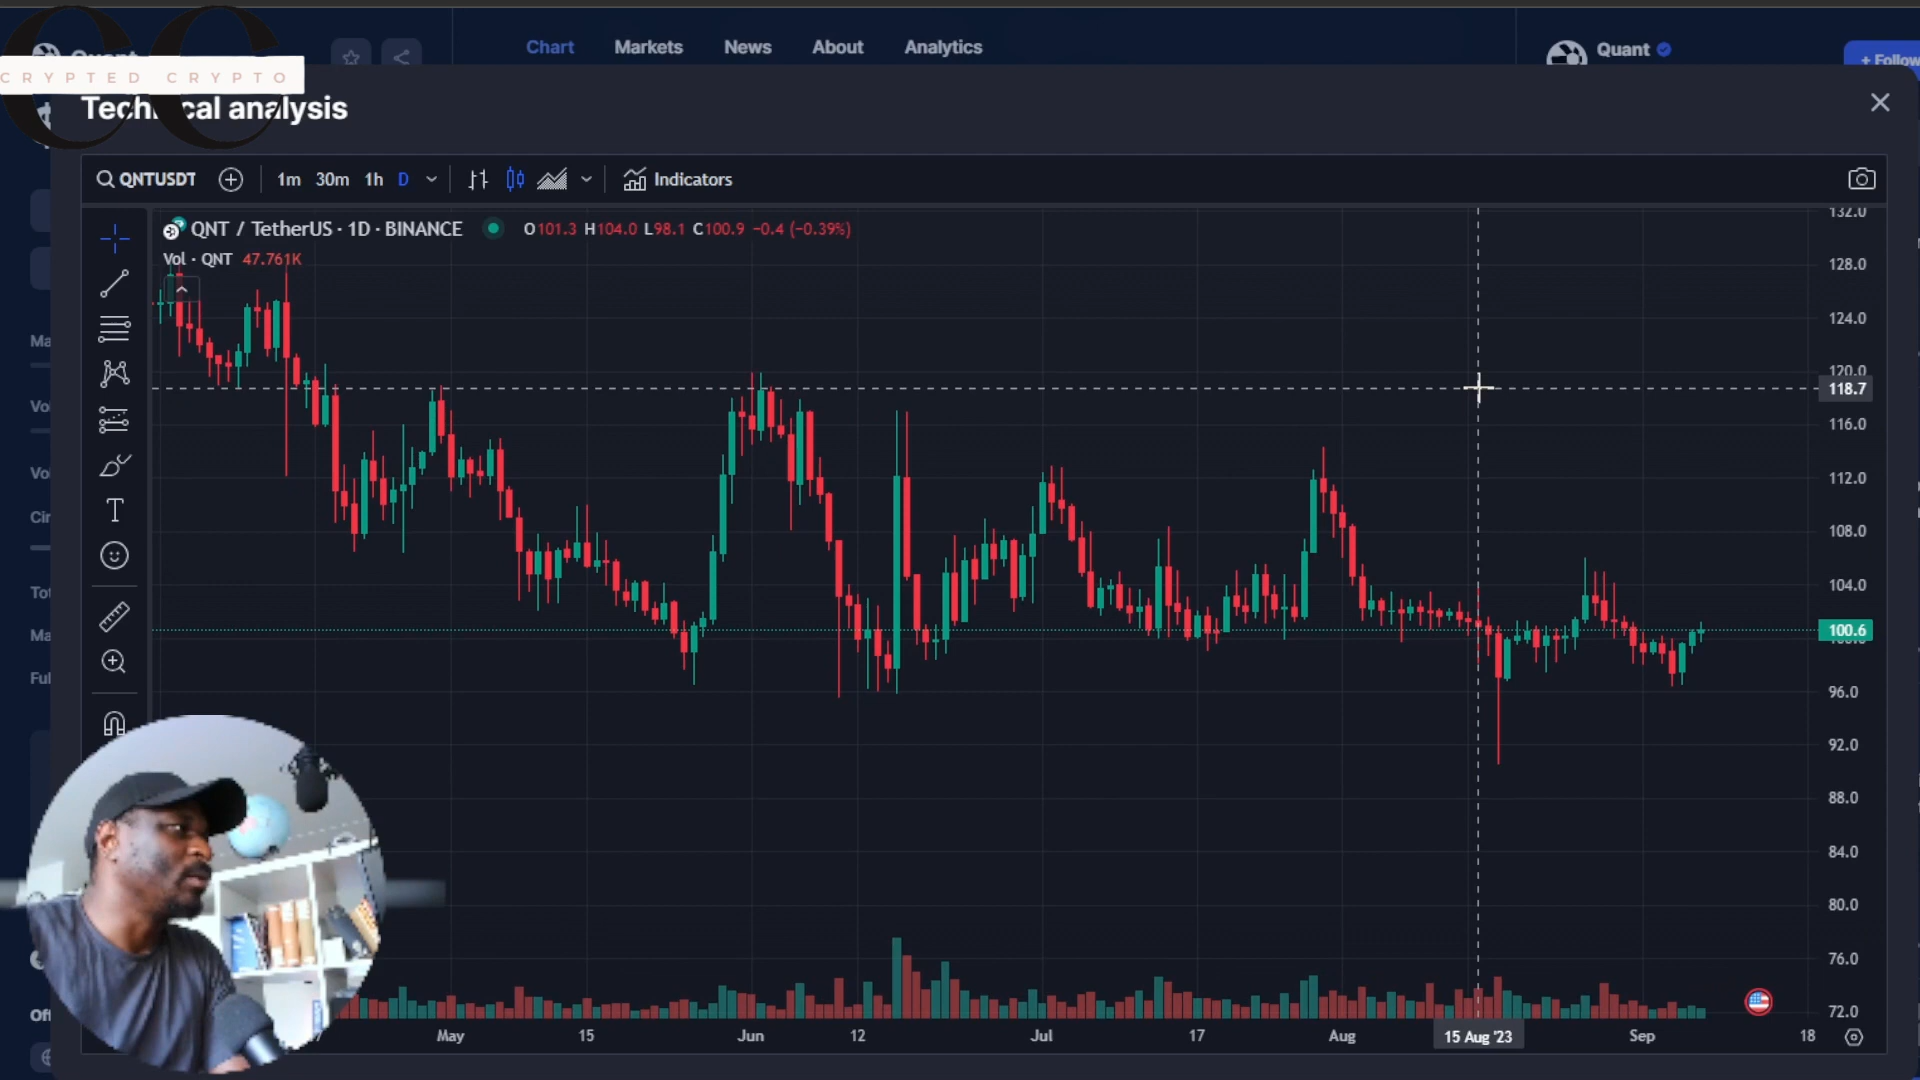 Chart
Markets
News
About
Analytics
Quant
+ Follow
CRYPTED CRYPTO
Technical analysis
QNTUSDT
1m 30m 1h D
Indicators
QNT / TetherUS · 1D · BINANCE
O101.3 H104.0 L98.1 C100.9 −0.4 (−0.39%)
Vol · QNT 47.761K
132.0
128.0
124.0
120.0
118.7
116.0
112.0
108.0
104.0
100.6
96.0
92.0
88.0
84.0
80.0
76.0
72.0
May
15
Jun
12
Jul
17
Aug
15 Aug '23
Sep
18